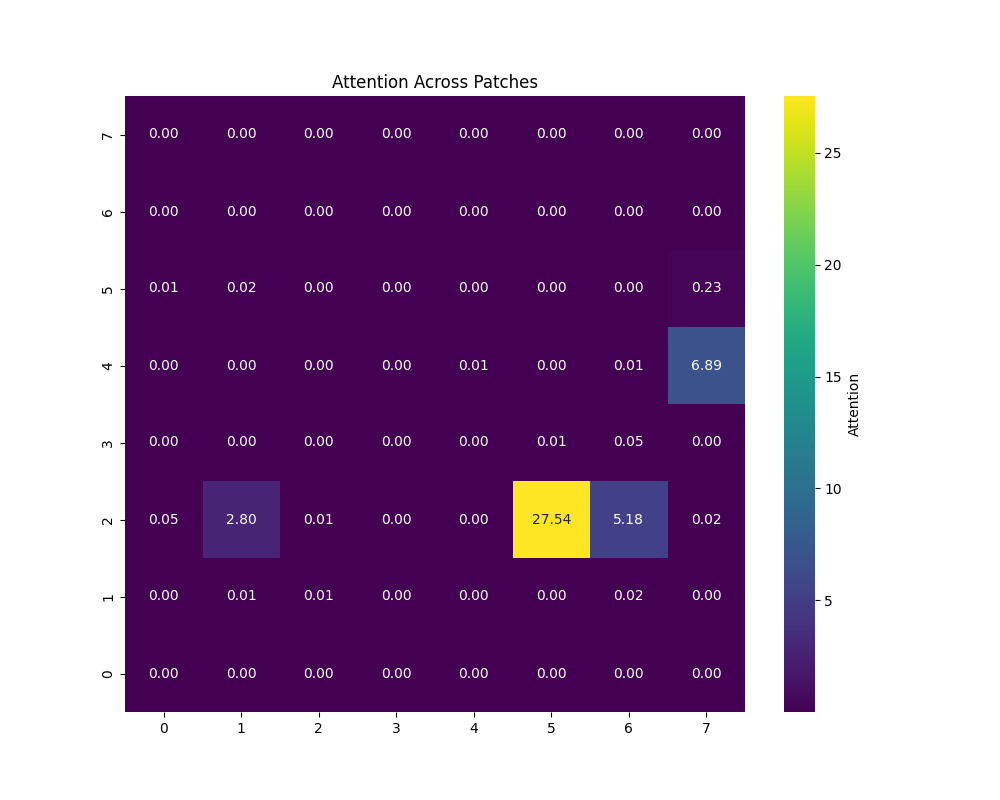 Attention Across Patches
7 0.00 0.00 0.00 0.00 0.00 0.00 0.00 0.00
6 0.00 0.00 0.00 0.00 0.00 0.00 0.00 0.00
5 0.01 0.02 0.00 0.00 0.00 0.00 0.00 0.23
4 0.00 0.00 0.00 0.00 0.01 0.00 0.01 6.89
3 0.00 0.00 0.00 0.00 0.00 0.01 0.05 0.00
2 0.05 2.80 0.01 0.00 0.00 27.54 5.18 0.02
1 0.00 0.01 0.01 0.00 0.00 0.00 0.02 0.00
0 0.00 0.00 0.00 0.00 0.00 0.00 0.00 0.00
0 1 2 3 4 5 6 7
25
20
15
10
5
Attention